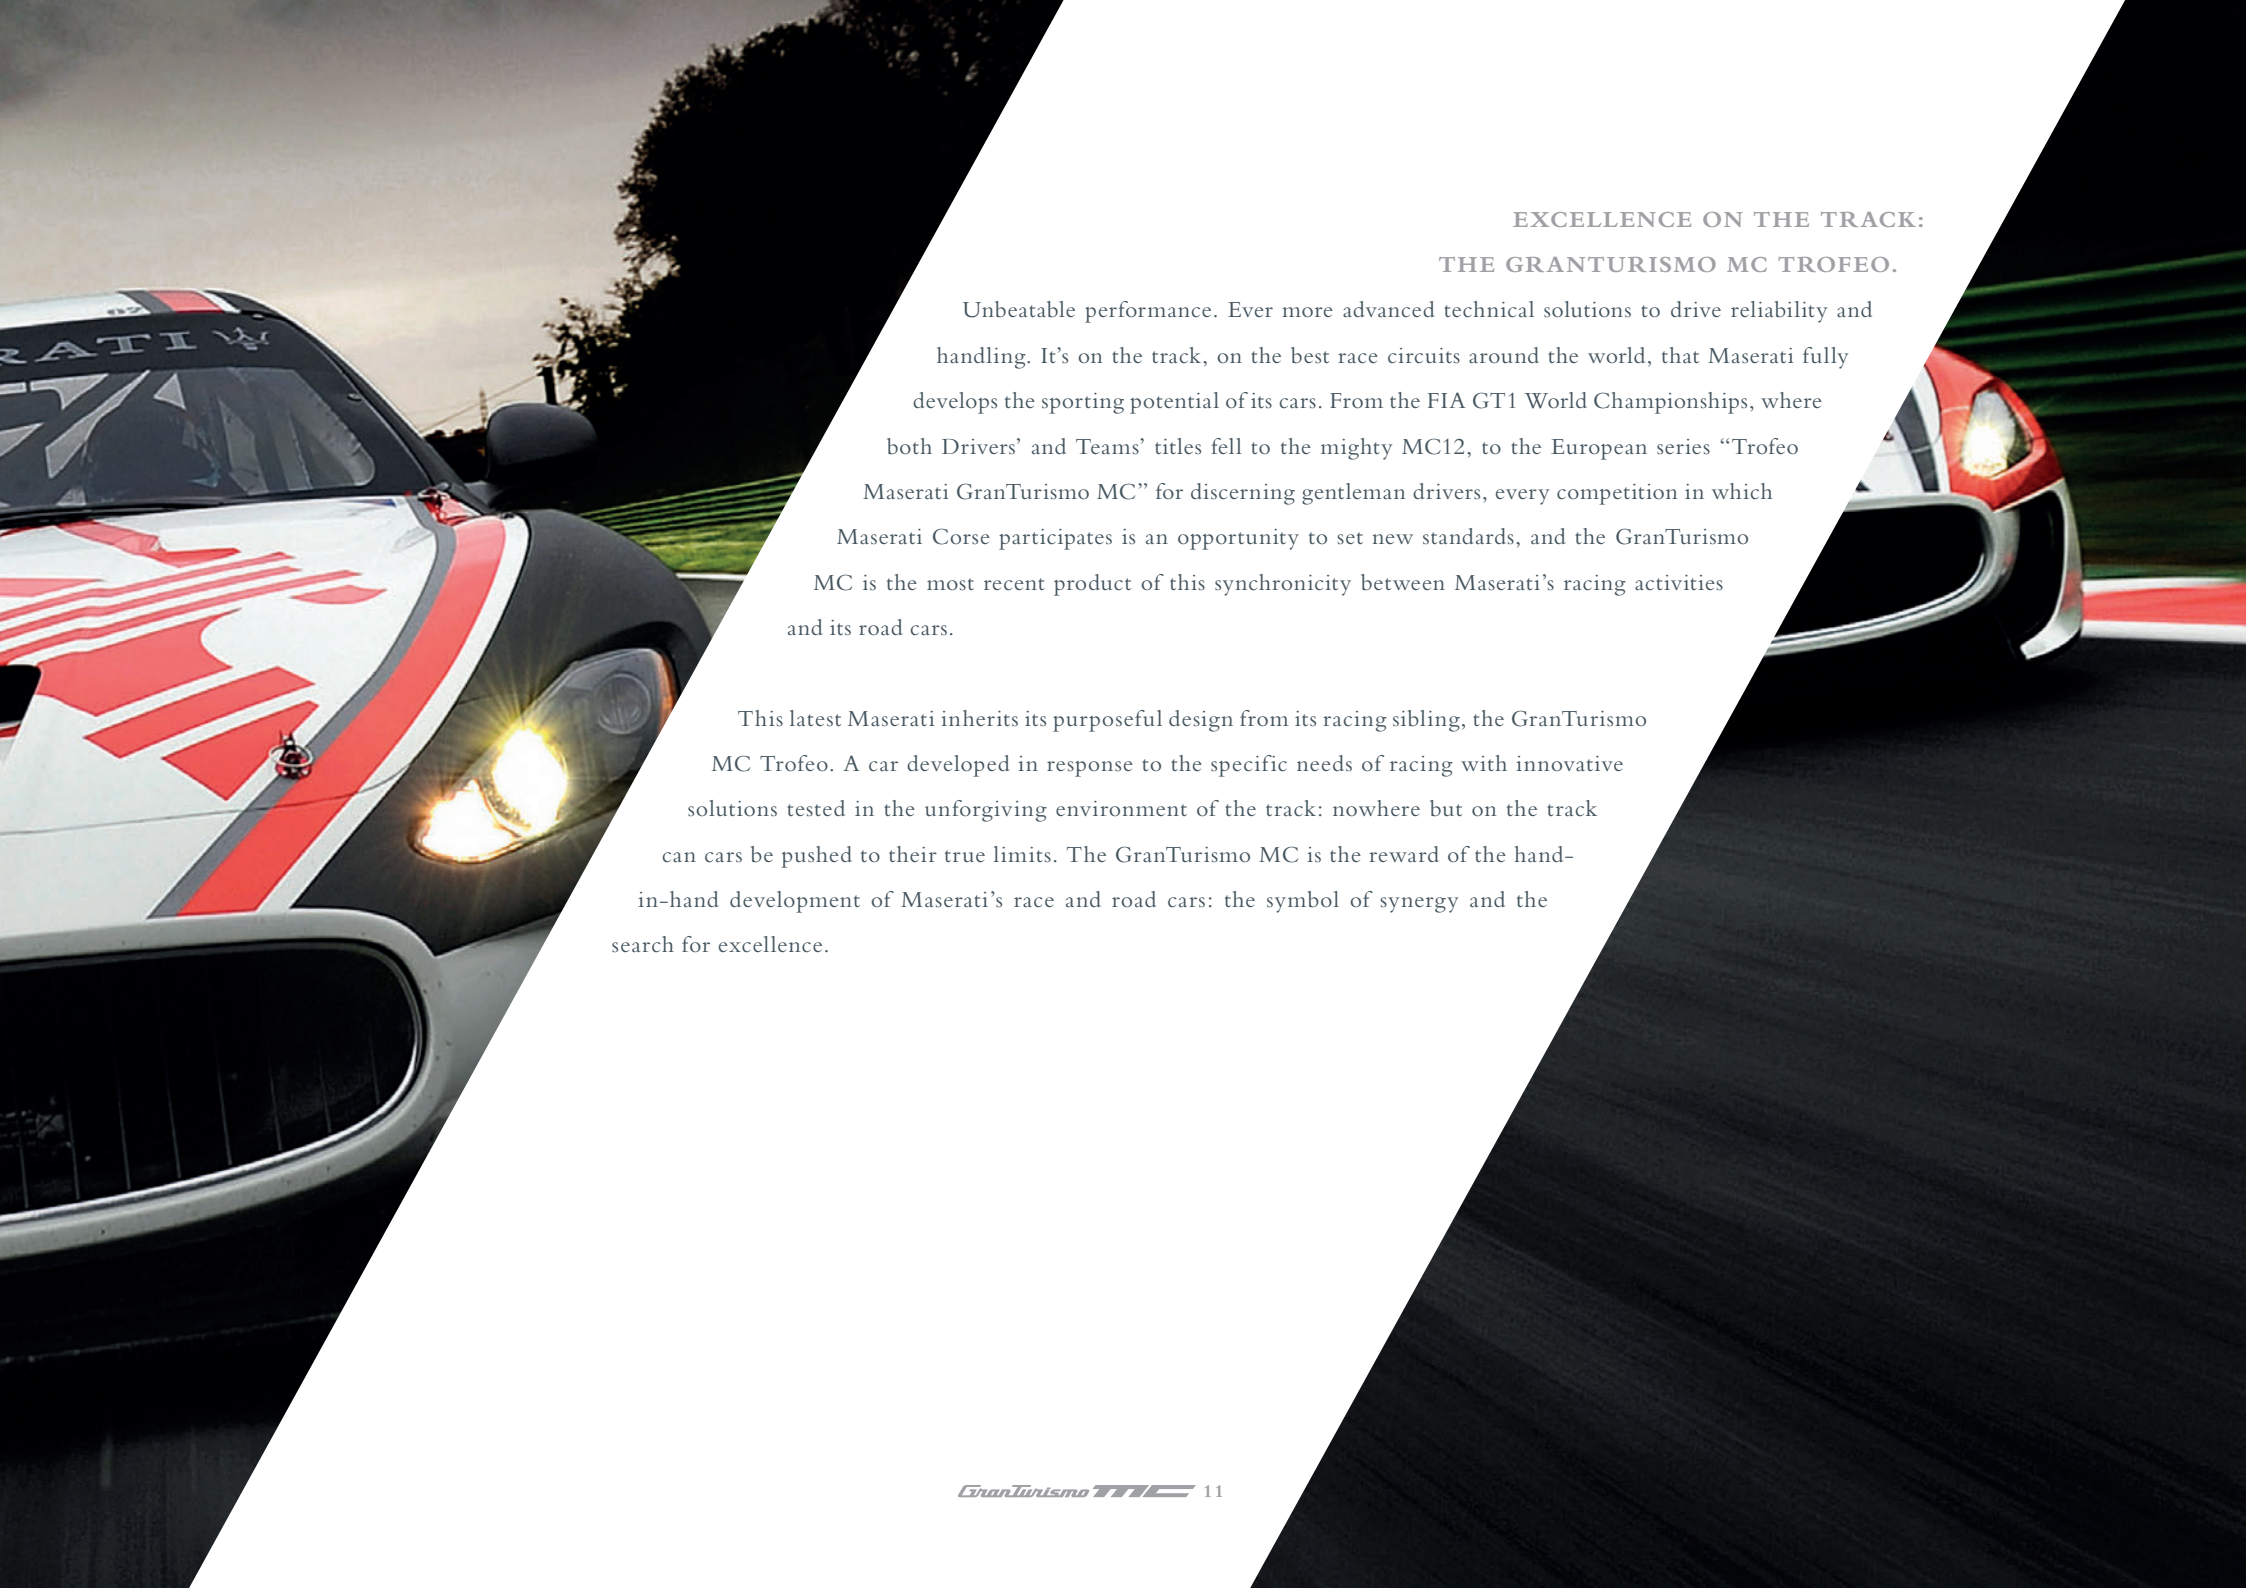 07
RATI
EXCELLENCE ON THE TRACK:
THE GRANTURISMO MC TROFEO.
Unbeatable performance. Ever more advanced technical solutions to drive reliability and
handling. It’s on the track, on the best race circuits around the world, that Maserati fully
develops the sporting potential of its cars. From the FIA GT1 World Championships, where
both Drivers’ and Teams’ titles fell to the mighty MC12, to the European series “Trofeo
Maserati GranTurismo MC” for discerning gentleman drivers, every competition in which
Maserati Corse participates is an opportunity to set new standards, and the GranTurismo
MC is the most recent product of this synchronicity between Maserati’s racing activities
and its road cars.
This latest Maserati inherits its purposeful design from its racing sibling, the GranTurismo
MC Trofeo. A car developed in response to the specific needs of racing with innovative
solutions tested in the unforgiving environment of the track: nowhere but on the track
can cars be pushed to their true limits. The GranTurismo MC is the reward of the hand-
in-hand development of Maserati’s race and road cars: the symbol of synergy and the
search for excellence.
GranTurismo MC 11